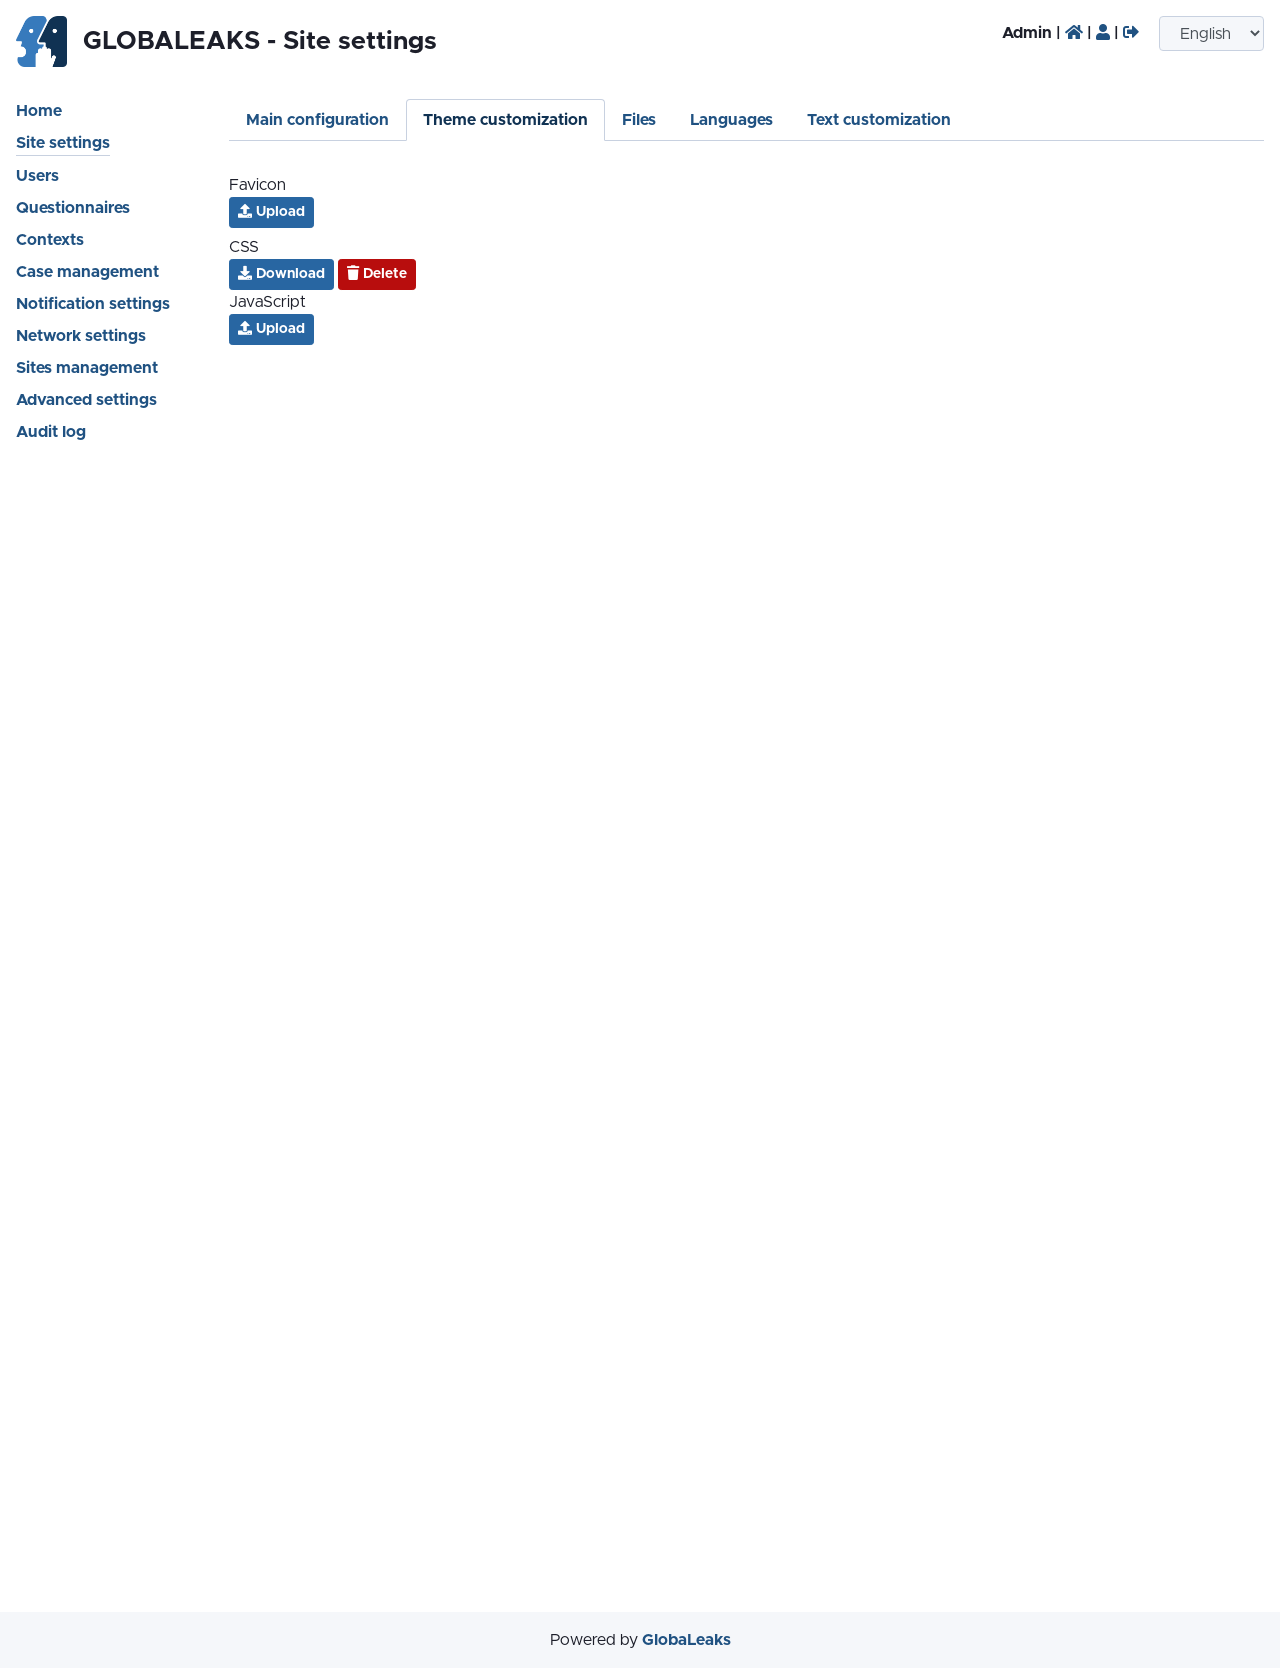 GLOBALEAKS - Site settings
Admin | | |
English
Home
Site settings
Users
Questionnaires
Contexts
Case management
Notification settings
Network settings
Sites management
Advanced settings
Audit log
Main configuration
Theme customization
Files
Languages
Text customization
Favicon
Upload
CSS
Download
Delete
JavaScript
Upload
Powered by GlobaLeaks